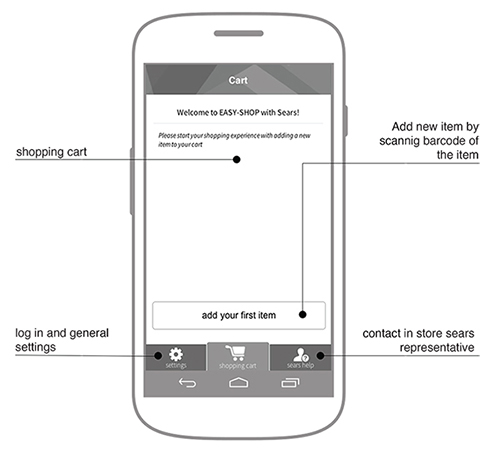 Cart
Welcome to EASY-SHOP with Sears!
Please start your shopping experience with adding a new
item to your cart
Add new item by
scannig barcode of
the item
shopping cart
add your first item
log in and general
settings
contact in store sears
representative
settings
shopping cart
sears help